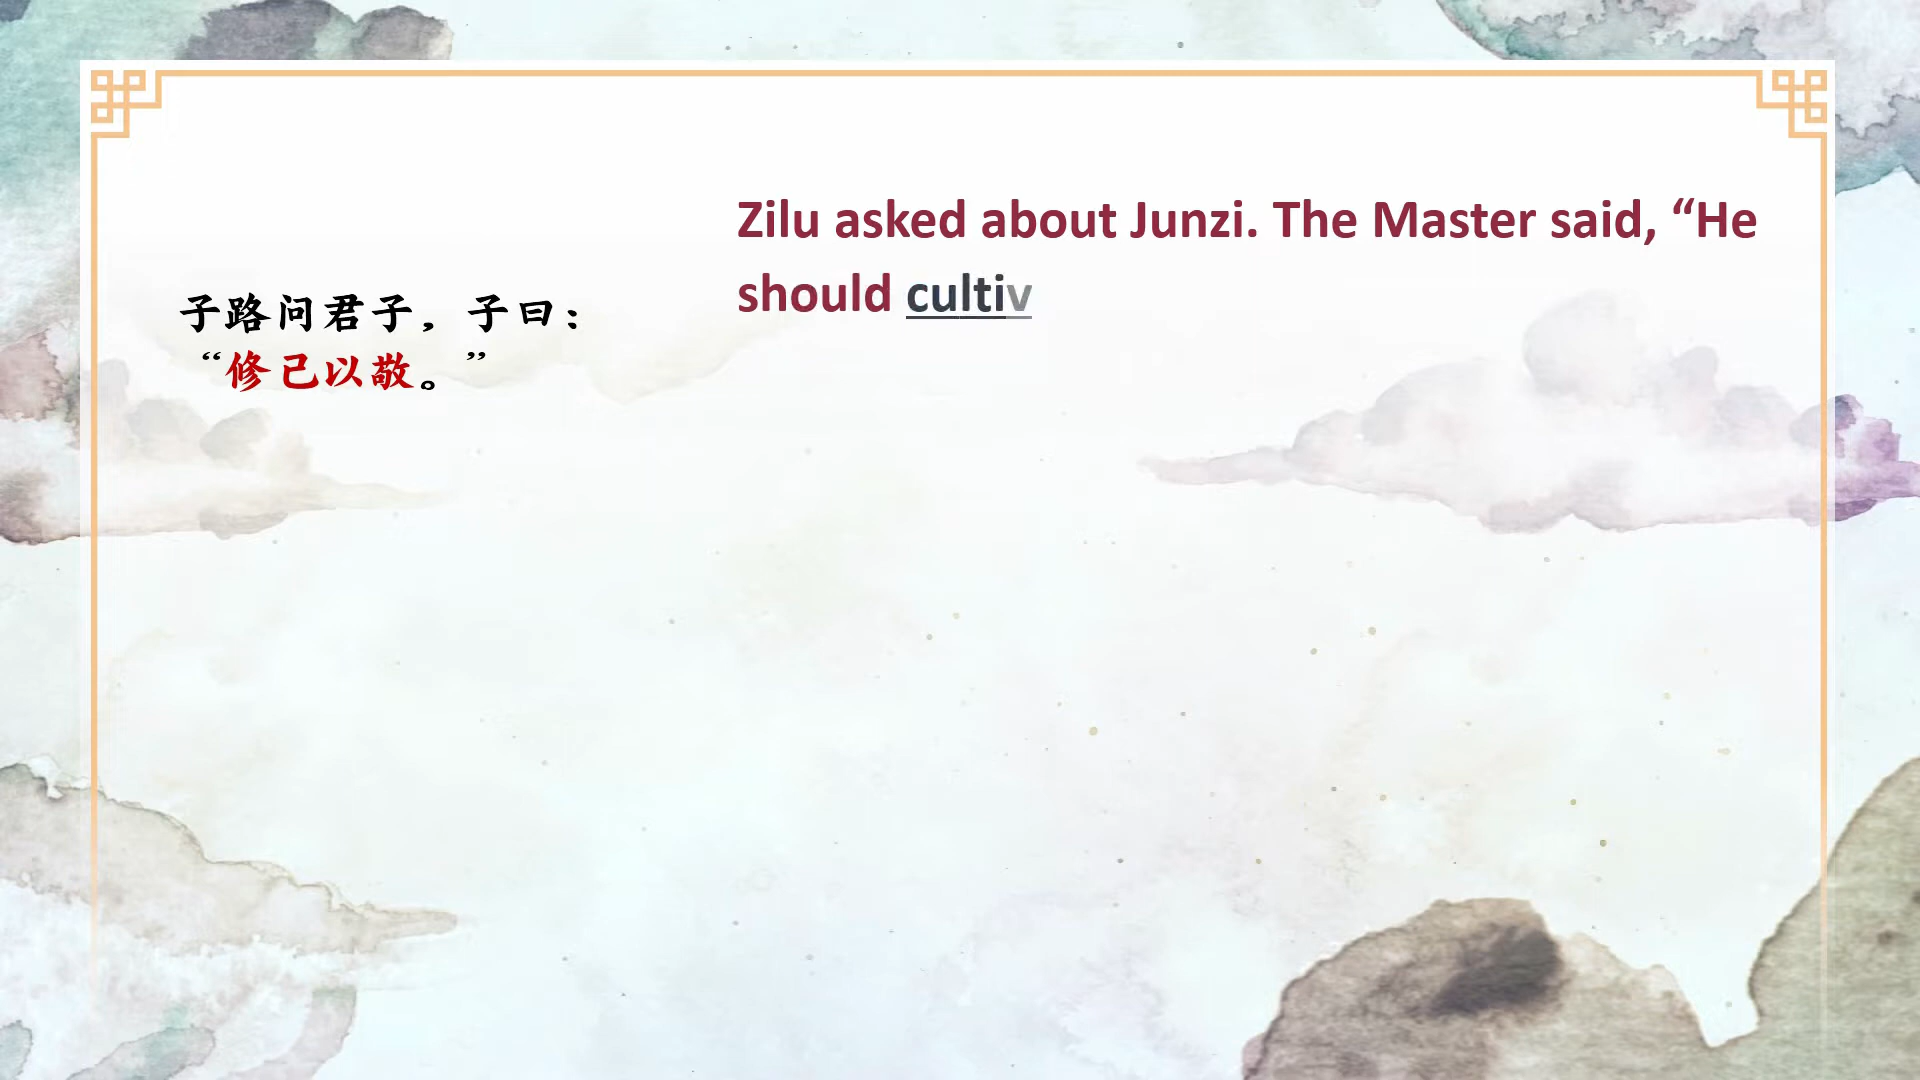 子路问君子，子曰：
“修己以敬。”
Zilu asked about Junzi. The Master said, “He
should cultiv